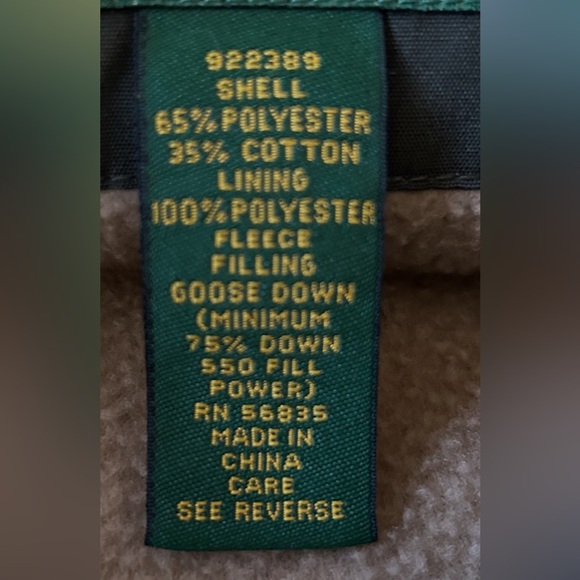 922389
SHELL
65% POLYESTER
35% COTTON
LINING
100% POLYESTER
FLEECE
FILLING
GOOSE DOWN
(MINIMUM
75% DOWN
550 FILL
POWER)
RN 56835
MADE IN
CHINA
CARE
SEE REVERSE